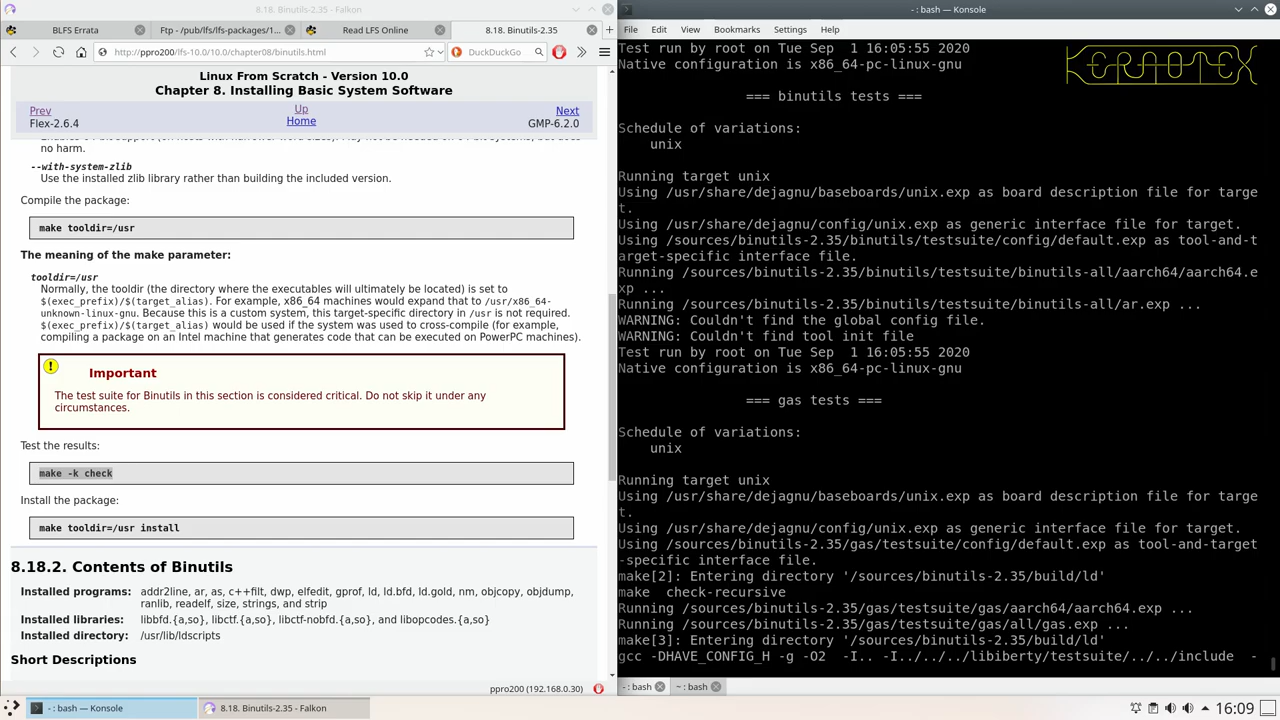 8.18. Binutils-2.35 - Falkon
BLFS Errata
Ftp - /pub/lfs/lfs-packages/1...
Read LFS Online
8.18. Binutils-2.35
http://ppro200/lfs-10.0/10.0/chapter08/binutils.html
DuckDuckGo
Linux From Scratch - Version 10.0
Chapter 8. Installing Basic System Software
Prev
Up
Next
Flex-2.6.4
Home
GMP-6.2.0
no harm.
--with-system-zlib
Use the installed zlib library rather than building the included version.
Compile the package:
make tooldir=/usr
The meaning of the make parameter:
tooldir=/usr
Normally, the tooldir (the directory where the executables will ultimately be located) is set to
$(exec_prefix)/$(target_alias). For example, x86_64 machines would expand that to /usr/x86_64-
unknown-linux-gnu. Because this is a custom system, this target-specific directory in /usr is not required.
$(exec_prefix)/$(target_alias) would be used if the system was used to cross-compile (for example,
compiling a package on an Intel machine that generates code that can be executed on PowerPC machines).
!
Important
The test suite for Binutils in this section is considered critical. Do not skip it under any
circumstances.
Test the results:
make -k check
Install the package:
make tooldir=/usr install
8.18.2. Contents of Binutils
Installed programs: addr2line, ar, as, c++filt, dwp, elfedit, gprof, ld, ld.bfd, ld.gold, nm, objcopy, objdump,
ranlib, readelf, size, strings, and strip
Installed libraries: libbfd.{a,so}, libctf.{a,so}, libctf-nobfd.{a,so}, and libopcodes.{a,so}
Installed directory: /usr/lib/ldscripts
Short Descriptions
ppro200 (192.168.0.30)
- : bash — Konsole
File Edit View Bookmarks Settings Help
KERAOTEX
Test run by root on Tue Sep  1 16:05:55 2020
Native configuration is x86_64-pc-linux-gnu
=== binutils tests ===
Schedule of variations:
unix
Running target unix
Using /usr/share/dejagnu/baseboards/unix.exp as board description file for targe
t.
Using /usr/share/dejagnu/config/unix.exp as generic interface file for target.
Using /sources/binutils-2.35/binutils/testsuite/config/default.exp as tool-and-t
arget-specific interface file.
Running /sources/binutils-2.35/binutils/testsuite/binutils-all/aarch64/aarch64.e
xp ...
Running /sources/binutils-2.35/binutils/testsuite/binutils-all/ar.exp ...
WARNING: Couldn't find the global config file.
WARNING: Couldn't find tool init file
Test run by root on Tue Sep  1 16:05:55 2020
Native configuration is x86_64-pc-linux-gnu
=== gas tests ===
Schedule of variations:
unix
Running target unix
Using /usr/share/dejagnu/baseboards/unix.exp as board description file for targe
t.
Using /usr/share/dejagnu/config/unix.exp as generic interface file for target.
Using /sources/binutils-2.35/gas/testsuite/config/default.exp as tool-and-target
-specific interface file.
make[2]: Entering directory '/sources/binutils-2.35/build/ld'
make  check-recursive
Running /sources/binutils-2.35/gas/testsuite/gas/aarch64/aarch64.exp ...
Running /sources/binutils-2.35/gas/testsuite/gas/all/gas.exp ...
make[3]: Entering directory '/sources/binutils-2.35/build/ld'
gcc -DHAVE_CONFIG_H -g -O2  -I.. -I../../../libiberty/testsuite/../../include  -
- : bash
~ : bash
- : bash — Konsole
8.18. Binutils-2.35 - Falkon
16:09